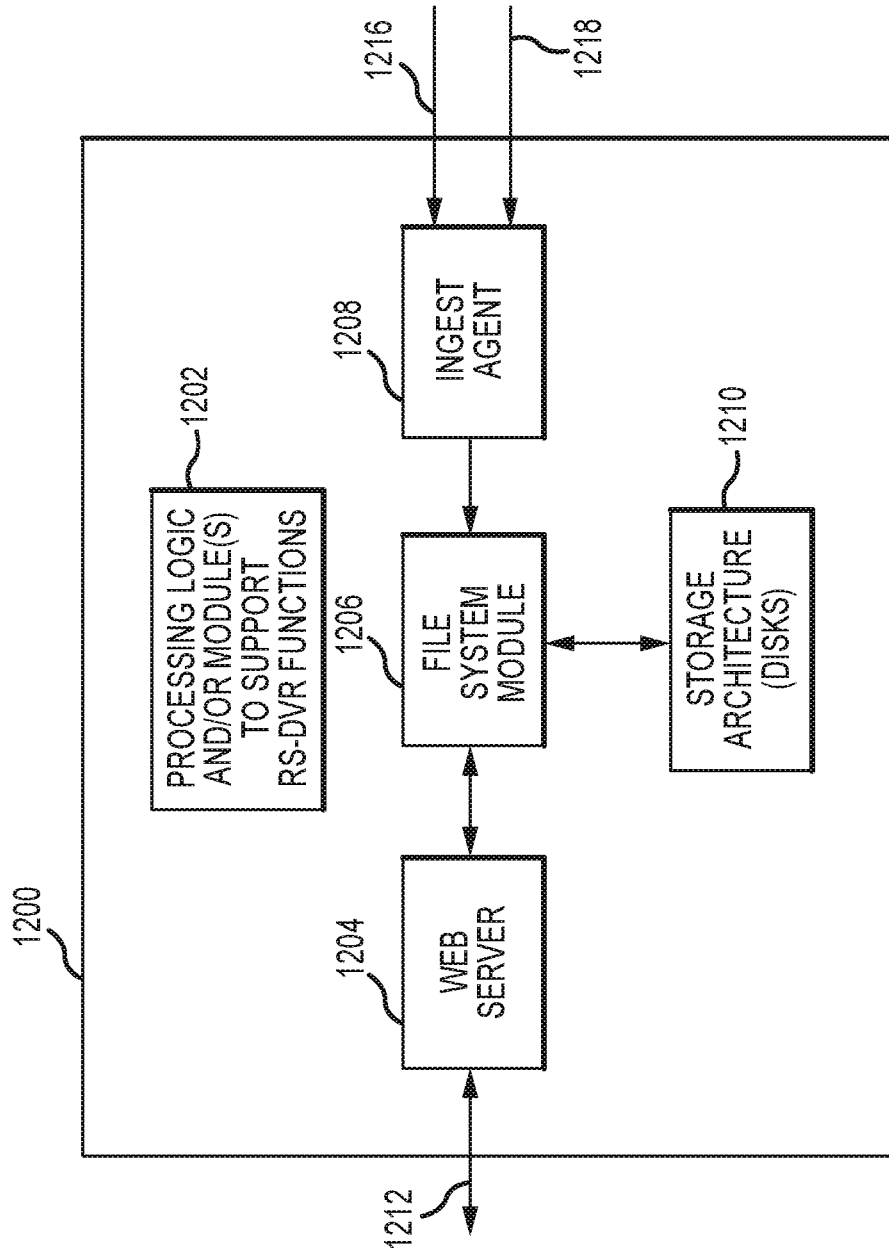 1200
PROCESSING LOGIC
AND/OR MODULE(S)
TO SUPPORT
RS-DVR FUNCTIONS
1202
1204
WEB
SERVER
1206
FILE
SYSTEM
MODULE
1208
INGEST
AGENT
1212
1216
1218
STORAGE
ARCHITECTURE
(DISKS)
1210